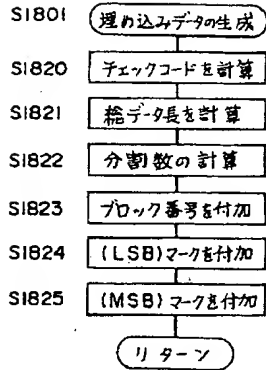 S1801 埋め込みデータの生成
S1820 チェックコードを計算
S1821 総データ長を計算
S1822 分割数の計算
S1823 ブロック番号を付加
S1824 (LSB)マークを付加
S1825 (MSB)マークを付加
リターン